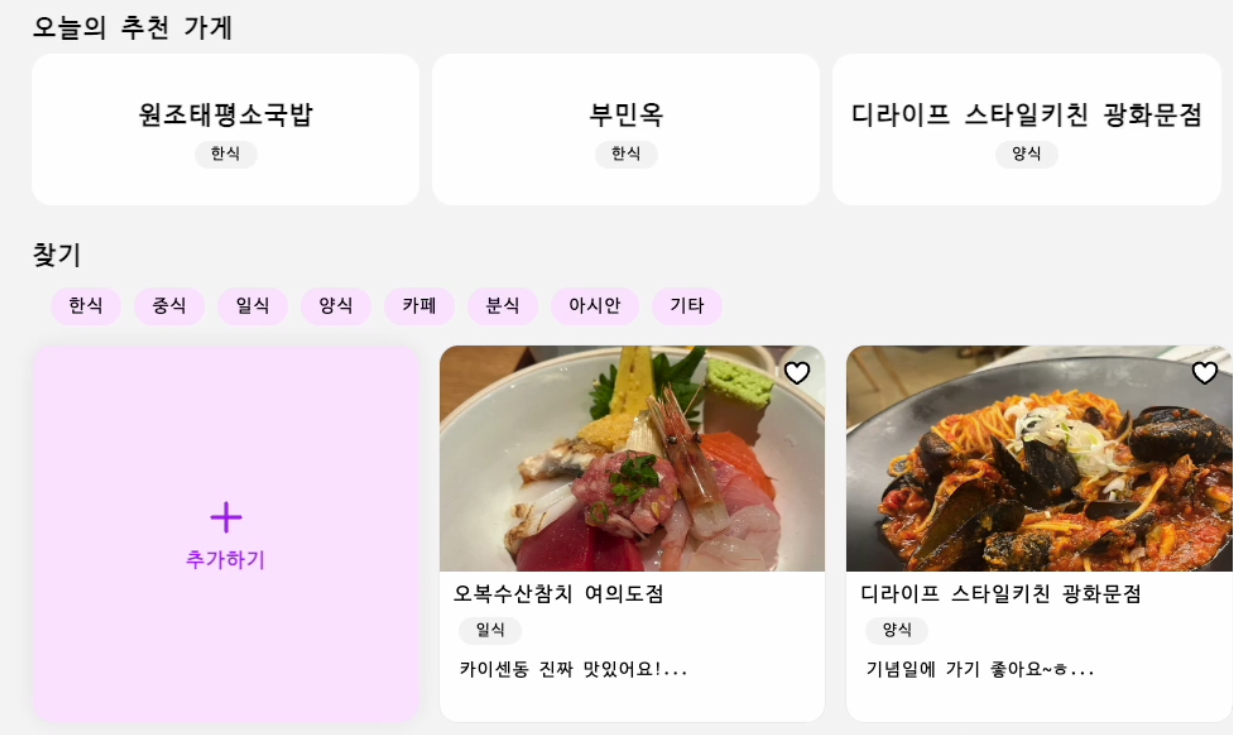 오늘의 추천 가게
원조태평소국밥 부민옥 디라이프 스타일키친 광화문점
한식 한식 양식
찾기
한식 중식 일식 양식 카페 분식 아시안 기타
추가하기
오복수산참치 여의도점 디라이프 스타일키친 광화문점
일식 양식
카이센동 진짜 맛있어요!... 기념일에 가기 좋아요~ㅎ...